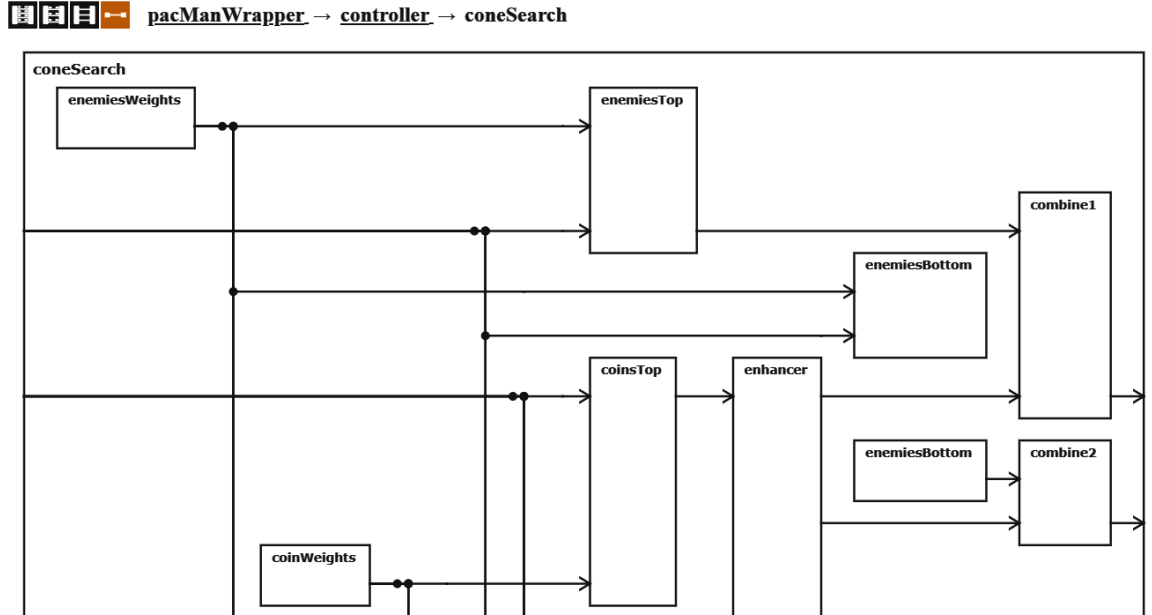 pacManWrapper → controller → coneSearch
coneSearch
enemiesWeights
enemiesTop
combine1
enemiesBottom
coinsTop
enhancer
enemiesBottom
combine2
coinWeights